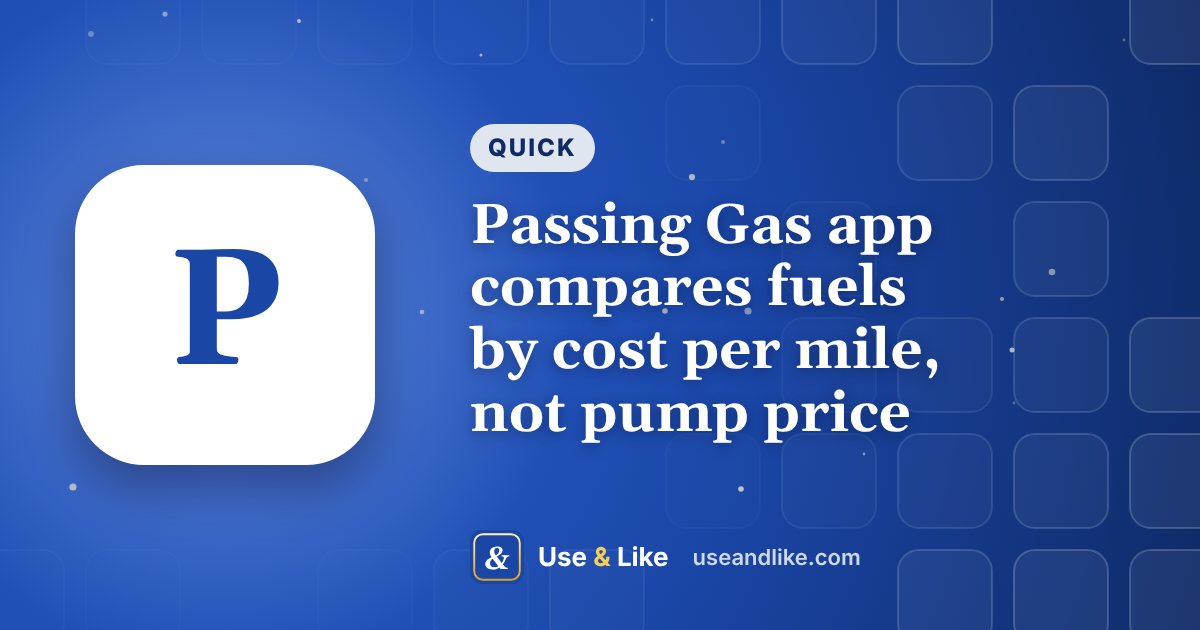 P
QUICK
Passing Gas app
compares fuels
by cost per mile,
not pump price
& Use & Like useandlike.com